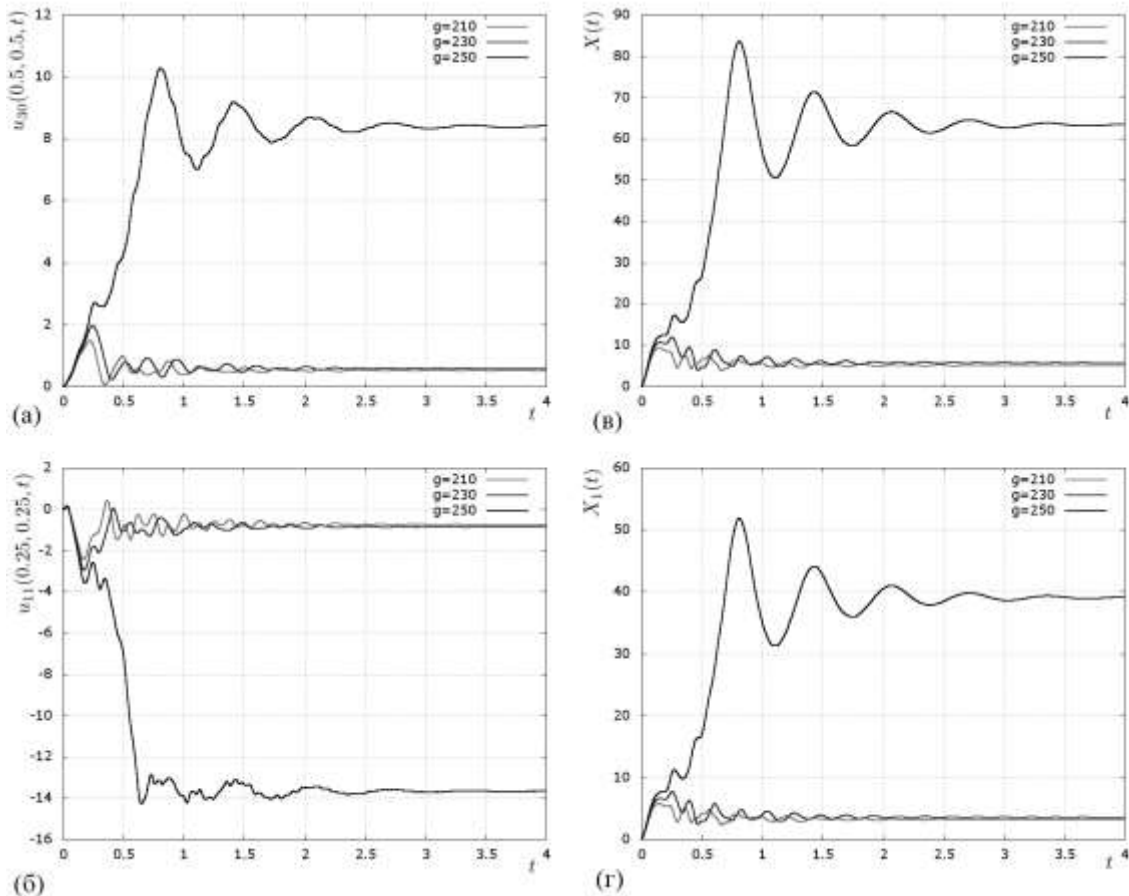 12
10
8
6
4
2
0
u₃₀(0.5, 0.5, t)
g=210
g=230
g=250
0 0.5 1 1.5 2 2.5 3 3.5 4
t
(а)
90
80
70
60
50
40
30
20
10
0
X(t)
g=210
g=230
g=250
0 0.5 1 1.5 2 2.5 3 3.5 4
t
(в)
2
0
-2
-4
-6
-8
-10
-12
-14
-16
u₁₁(0.25, 0.25, t)
g=210
g=230
g=250
0 0.5 1 1.5 2 2.5 3 3.5 4
t
(б)
60
50
40
30
20
10
0
X₁(t)
g=210
g=230
g=250
0 0.5 1 1.5 2 2.5 3 3.5 4
t
(г)